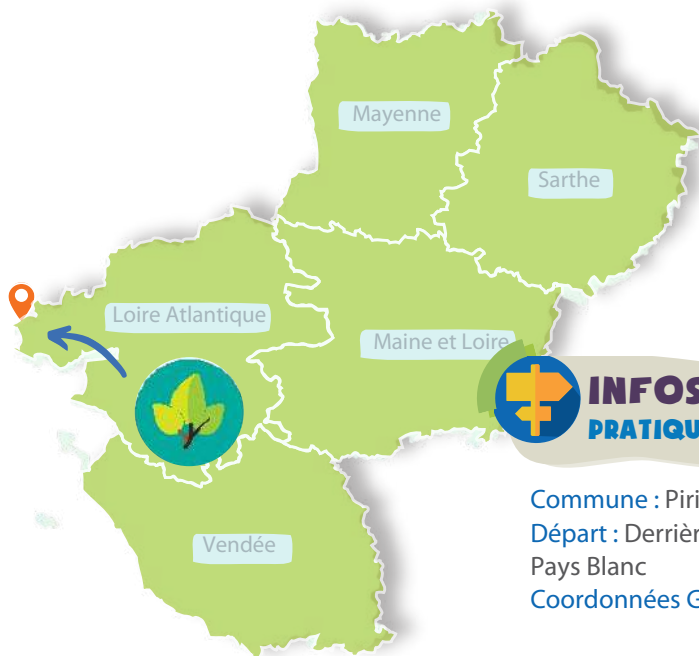 Mayenne
Sarthe
Loire Atlantique
Maine et Loire
INFOS
PRATIQU
Commune : Piri
Départ : Derrièr
Pays Blanc
Coordonnées G
Vendée